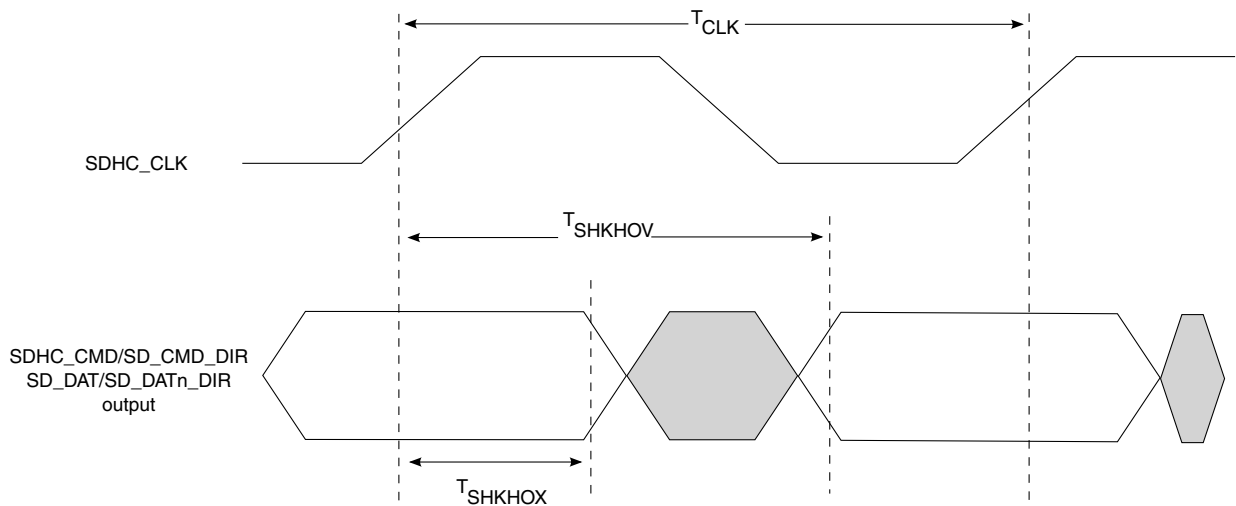 TCLK
SDHC_CLK
TSHKHOV
SDHC_CMD/SD_CMD_DIR
SD_DAT/SD_DATn_DIR
output
TSHKHOX